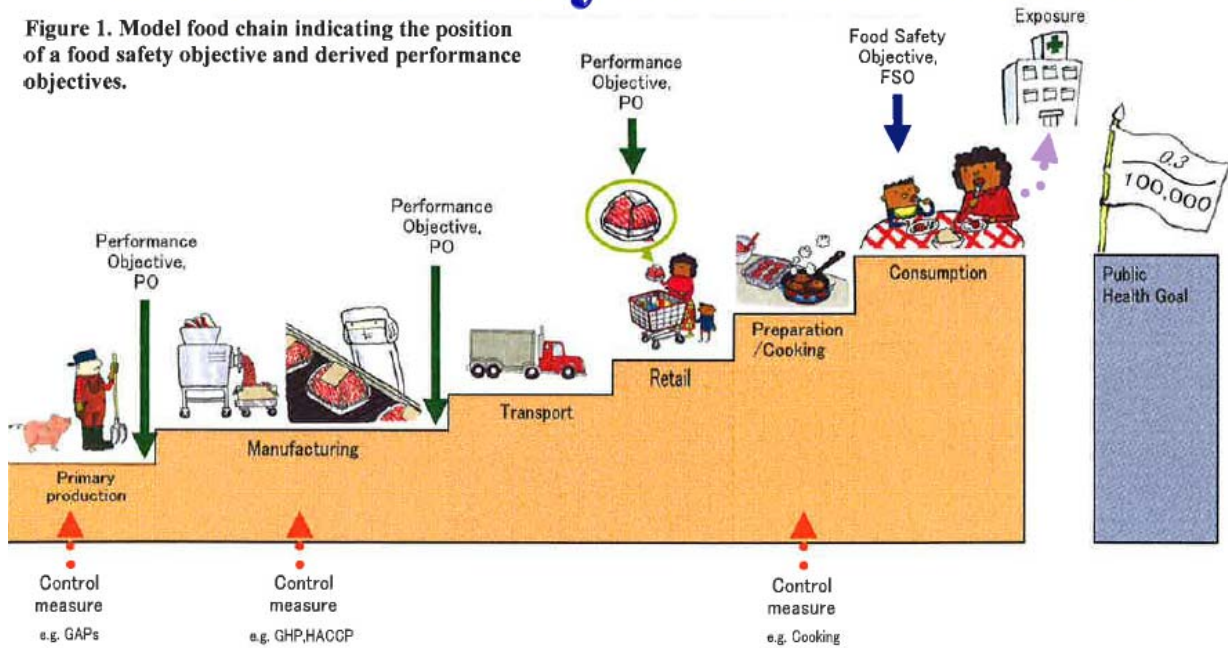 Figure 1. Model food chain indicating the position
of a food safety objective and derived performance
objectives.
Exposure
Food Safety
Objective,
FSO
Performance
Objective,
PO
0.3
100,000
Performance
Objective,
PO
Performance
Objective,
PO
Consumption
Public
Health Goal
Preparation
/Cooking
Retail
Transport
Manufacturing
Primary
production
Control
measure
e.g. GAPs
Control
measure
e.g. GHP,HACCP
Control
measure
e.g. Cooking